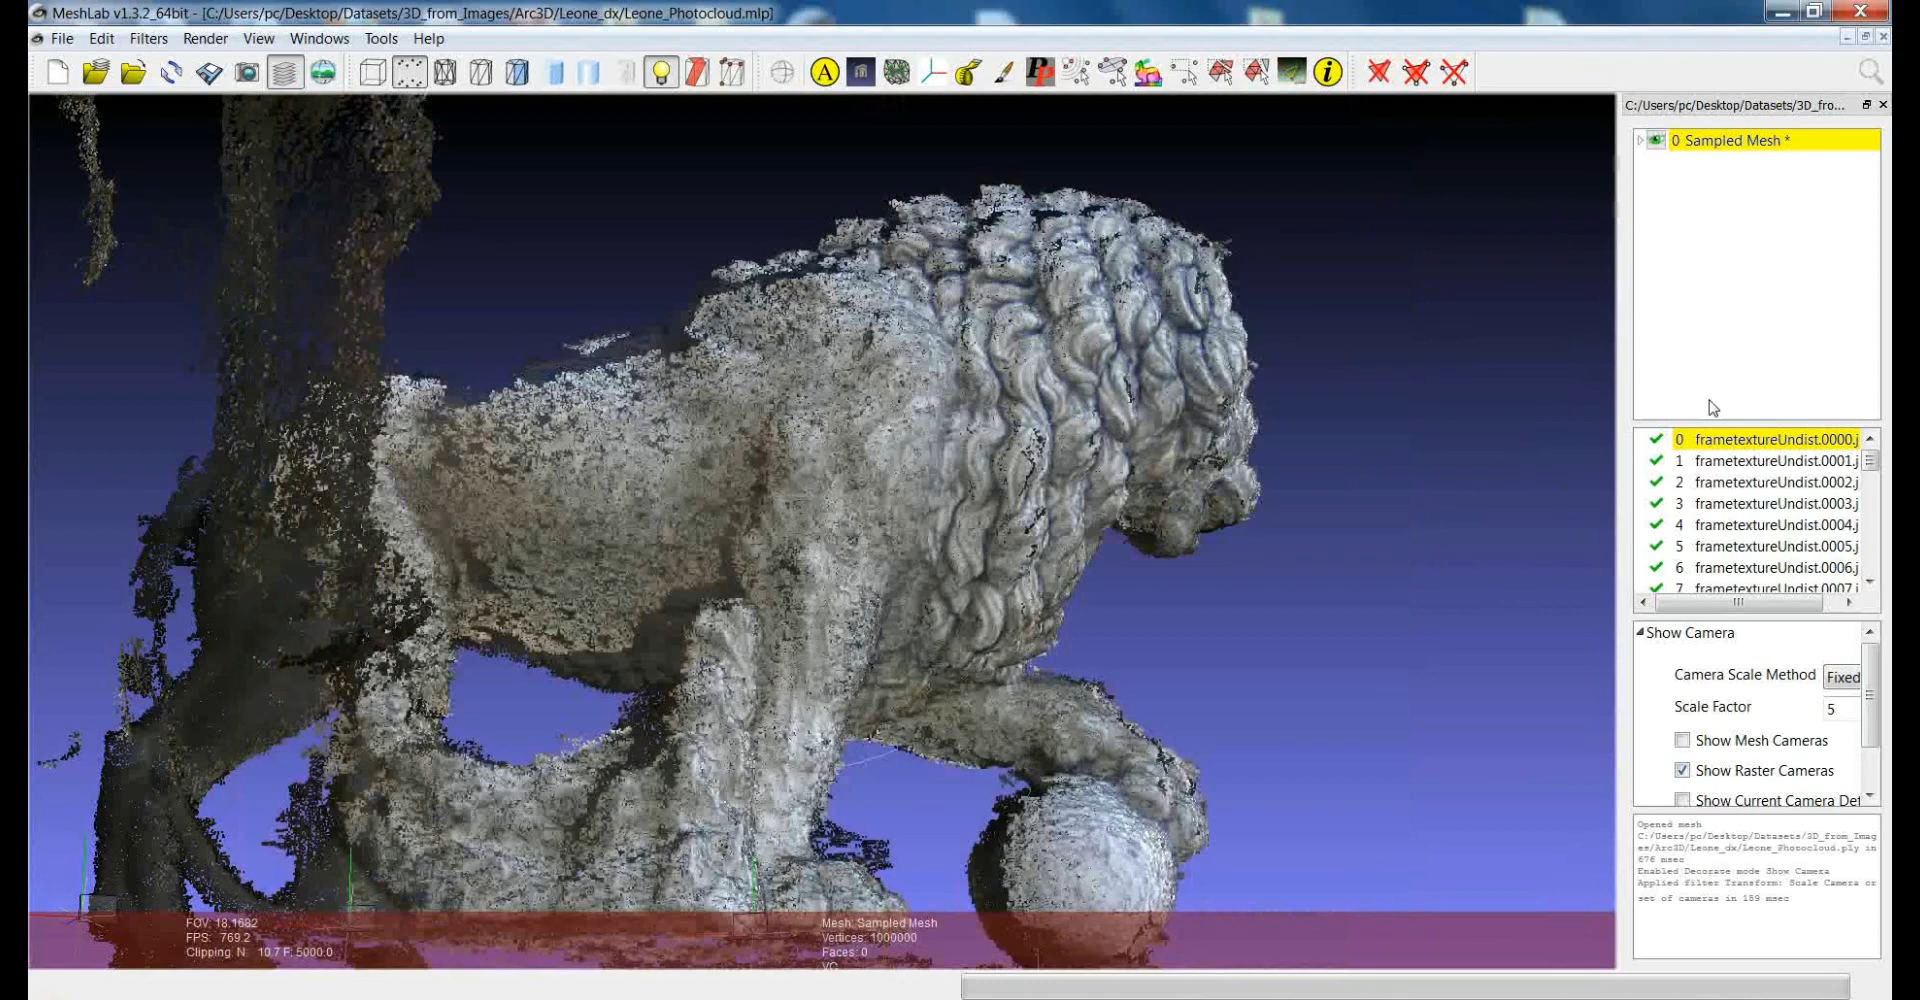 MeshLab v1.3.2_64bit - [C:/Users/pc/Desktop/Datasets/3D_from_Images/Arc3D/Leone_dx/Leone_Photocloud.mlp]
File Edit Filters Render View Windows Tools Help
A
Pp
i
C:/Users/pc/Desktop/Datasets/3D_fro...
0 Sampled Mesh *
0 frametextureUndist.0000.j
1 frametextureUndist.0001.j
2 frametextureUndist.0002.j
3 frametextureUndist.0003.j
4 frametextureUndist.0004.j
5 frametextureUndist.0005.j
6 frametextureUndist.0006.j
7 frametextureUndist.0007.j
Show Camera
Camera Scale Method Fixed
Scale Factor 5
Show Mesh Cameras
Show Raster Cameras
Show Current Camera Det
Opened mesh
C:/Users/pc/Desktop/Datasets/3D_from_Imag
es/Arc3D/Leone_dx/Leone_Photocloud.ply in
676 msec
Enabled Decorate mode Show Camera
Applied filter Transform: Scale Camera or
set of cameras in 189 msec
FOV: 18.1682
FPS: 769.2
Clipping. N 10.7 F: 5000.0
Mesh: Sampled Mesh
Vertices: 1000000
Faces: 0
VC